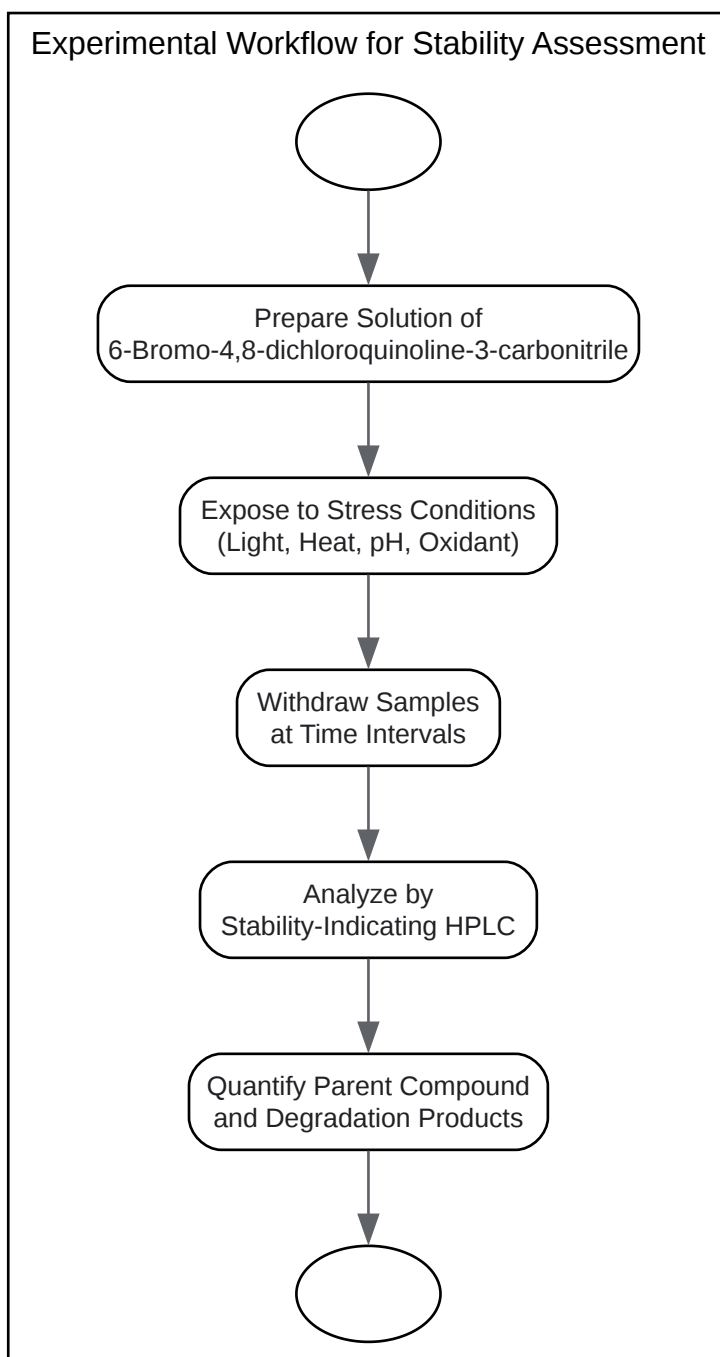 Experimental Workflow for Stability Assessment
Prepare Solution of
6-Bromo-4,8-dichloroquinoline-3-carbonitrile
Expose to Stress Conditions
(Light, Heat, pH, Oxidant)
Withdraw Samples
at Time Intervals
Analyze by
Stability-Indicating HPLC
Quantify Parent Compound
and Degradation Products